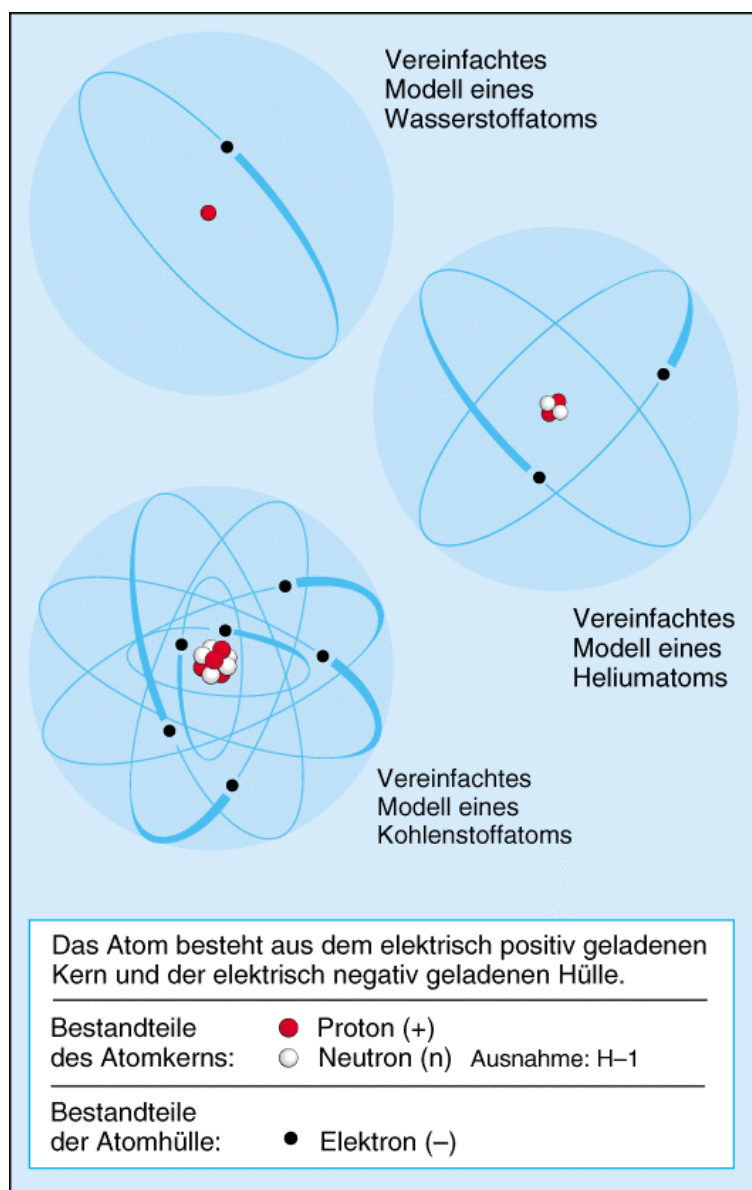 Vereinfachtes
Modell eines
Wasserstoffatoms
Vereinfachtes
Modell eines
Heliumatoms
Vereinfachtes
Modell eines
Kohlenstoffatoms
Das Atom besteht aus dem elektrisch positiv geladenen
Kern und der elektrisch negativ geladenen Hülle.
Bestandteile
des Atomkerns:
Proton (+)
Neutron (n) Ausnahme: H–1
Bestandteile
der Atomhülle:
Elektron (–)